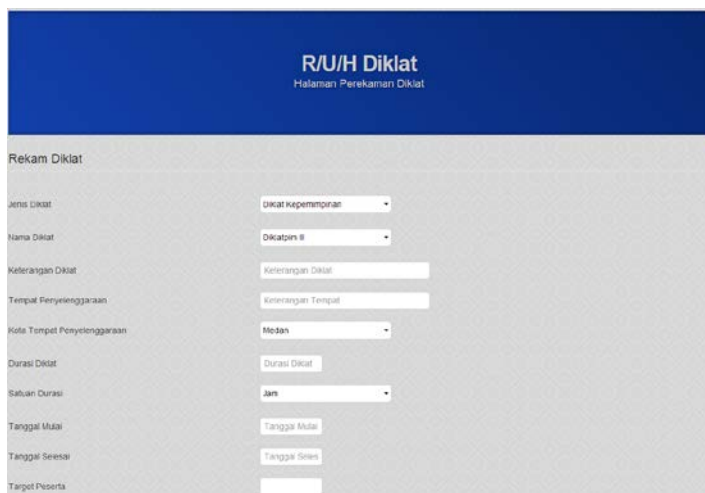 R/U/H Diklat
Halaman Perekaman Diklat
Rekam Diklat
Jenis Diklat Diklat Kepemimpinan
Nama Diklat Diklatpim II
Keterangan Diklat Keterangan Diklat
Tempat Penyelenggaraan Keterangan Tempat
Kota Tempat Penyelenggaraan Medan
Durasi Diklat Durasi Diklat
Satuan Durasi Jam
Tanggal Mulai Tanggal Mulai
Tanggal Selesai Tanggal Seles
Target Peserta